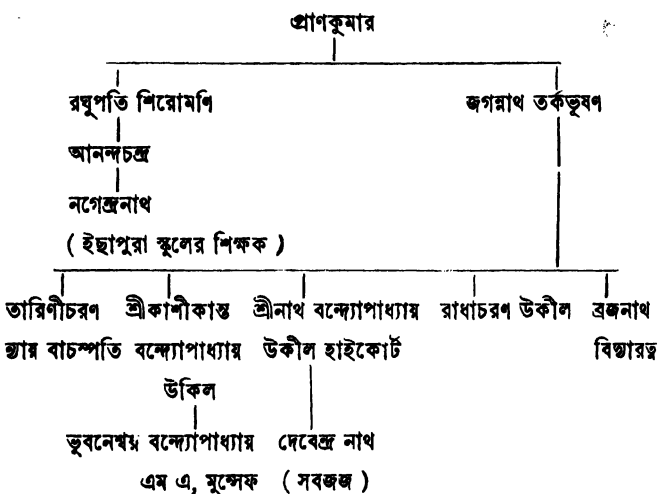 প্রাণকুমার
রঘুপতি শিরোমণি জগন্নাথ তর্কভূষণ
আনন্দচন্দ্র
নগেন্দ্রনাথ
( ইছাপুরা স্কুলের শিক্ষক )
তারিণীচরণ শ্রীকাশীকান্ত শ্রীনাথ বন্দ্যোপাধ্যায় রাধাচরণ উকীল ব্রজনাথ
ন্যায় বাচস্পতি বন্দ্যোপাধ্যায় উকীল হাইকোর্ট বিদ্যারত্ন
উকিল
ভুবনেশ্বর বন্দ্যোপাধ্যায় দেবেন্দ্র নাথ
এম এ, মুন্সেফ ( সবজজ )